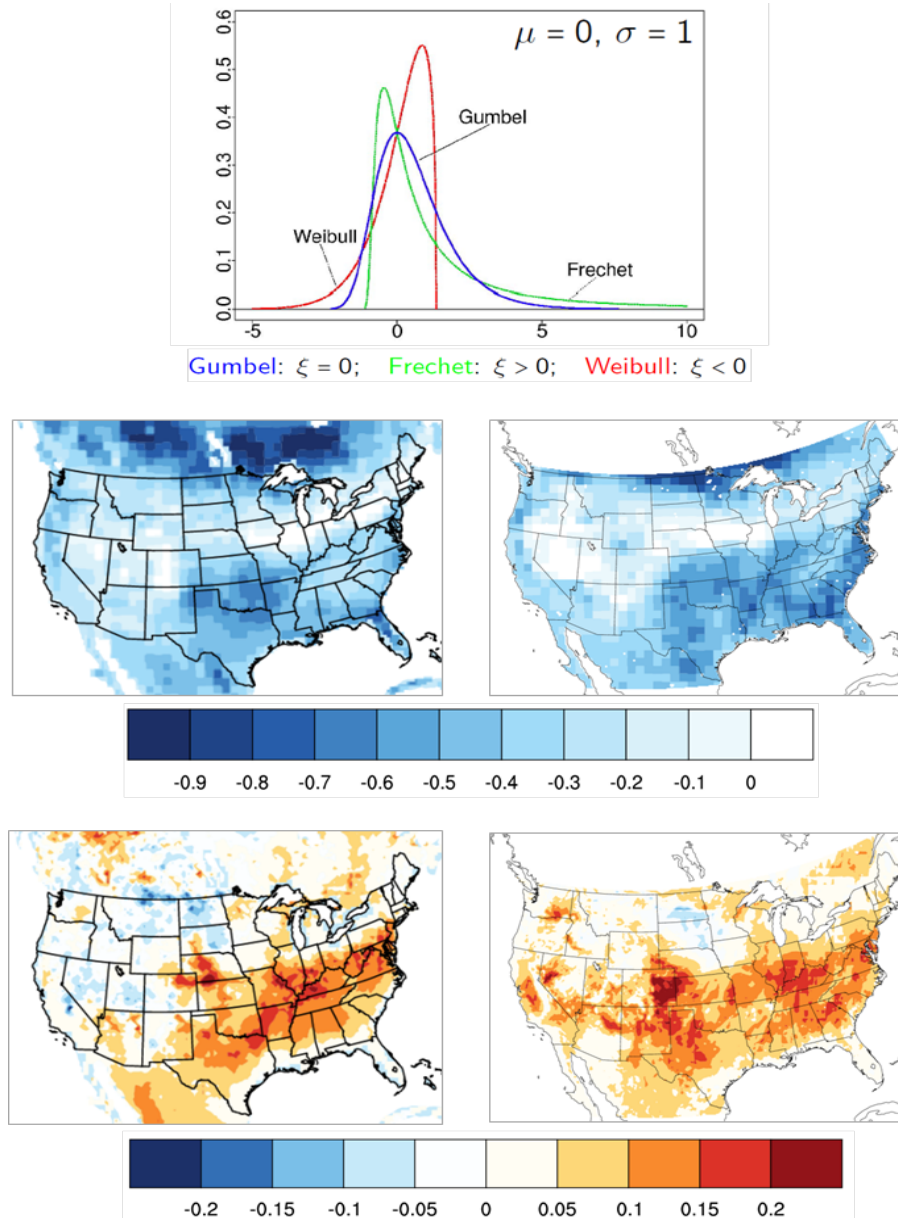 0.6
μ = 0, σ = 1
0.5
0.4
Gumbel
0.3
0.2
Weibull
0.1
Frechet
0.0
-5 0 5 10
Gumbel: ξ = 0; Frechet: ξ > 0; Weibull: ξ < 0
-0.9 -0.8 -0.7 -0.6 -0.5 -0.4 -0.3 -0.2 -0.1 0
-0.2 -0.15 -0.1 -0.05 0 0.05 0.1 0.15 0.2